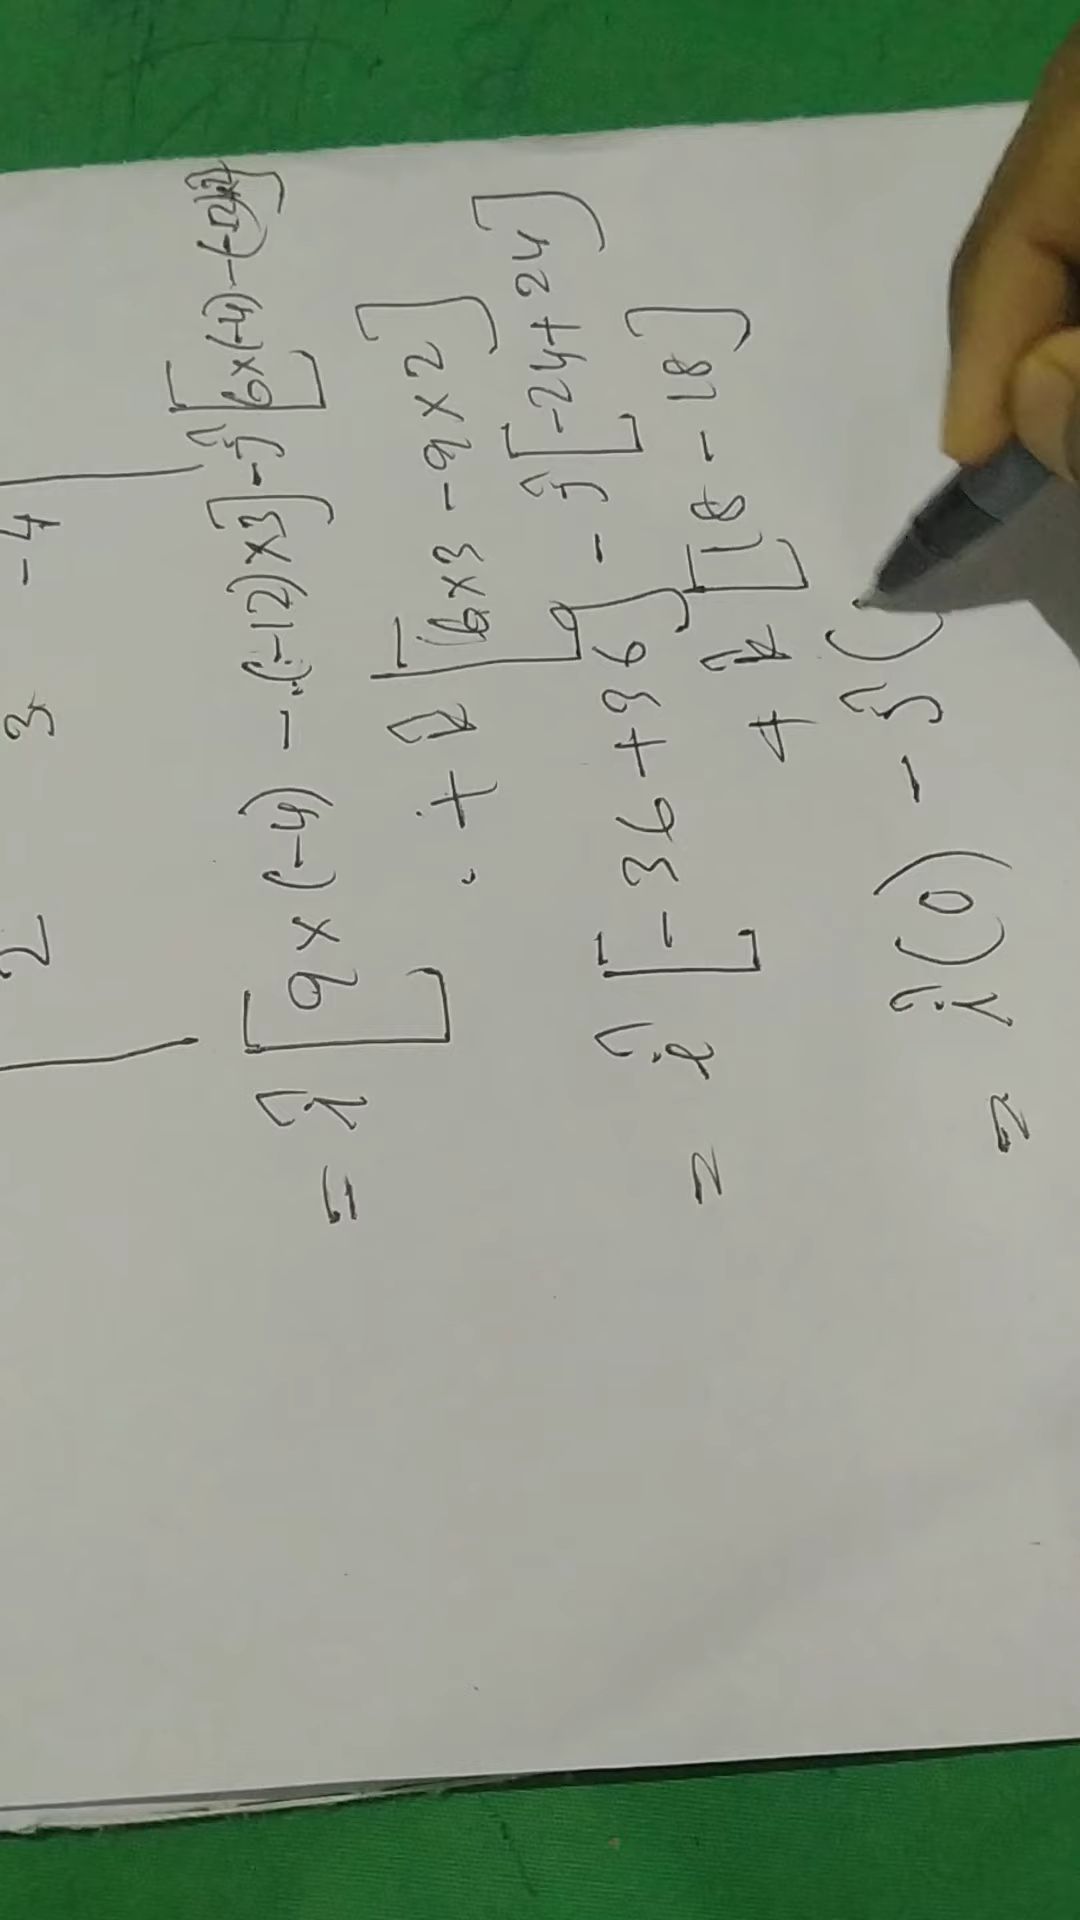 2 3 -4
= î [9×(-4) - (-12)×3] - ĵ [6×(-4) - (-12)×2]
+ k̂ [6×3 - 9×2]
= î [-36+36] - ĵ [-24+24]
+ k̂ [18-18]
= î(0) - ĵ(